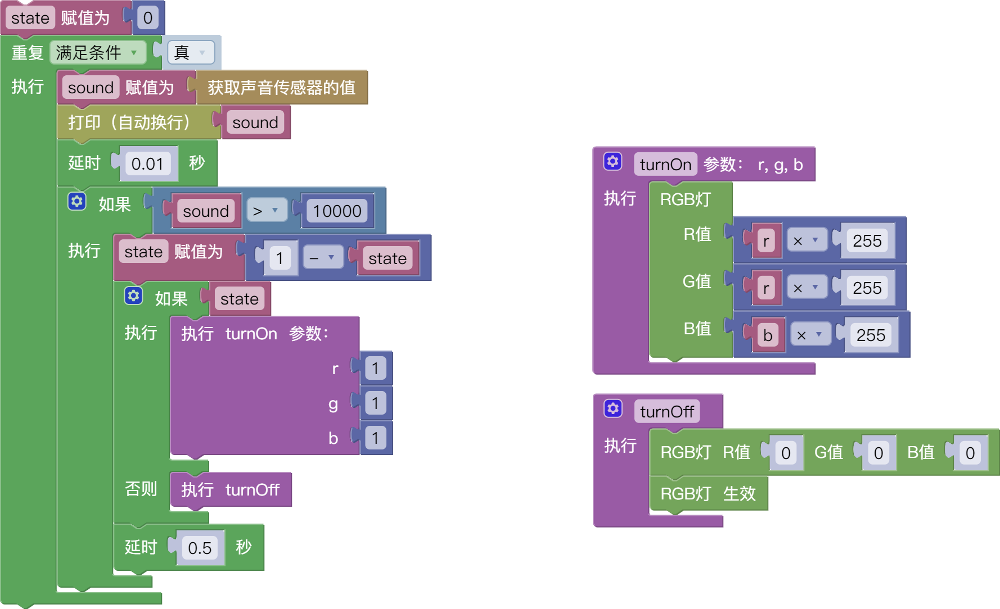 state 赋值为 0
重复 满足条件 真
执行 sound 赋值为 获取声音传感器的值
打印（自动换行） sound
延时 0.01 秒
如果 sound > 10000
执行 state 赋值为 1 - state
如果 state
执行 执行 turnOn 参数：
r 1
g 1
b 1
否则 执行 turnOff
延时 0.5 秒
turnOn 参数： r, g, b
执行 RGB灯
R值 r × 255
G值 r × 255
B值 b × 255
turnOff
执行 RGB灯 R值 0 G值 0 B值 0
RGB灯 生效